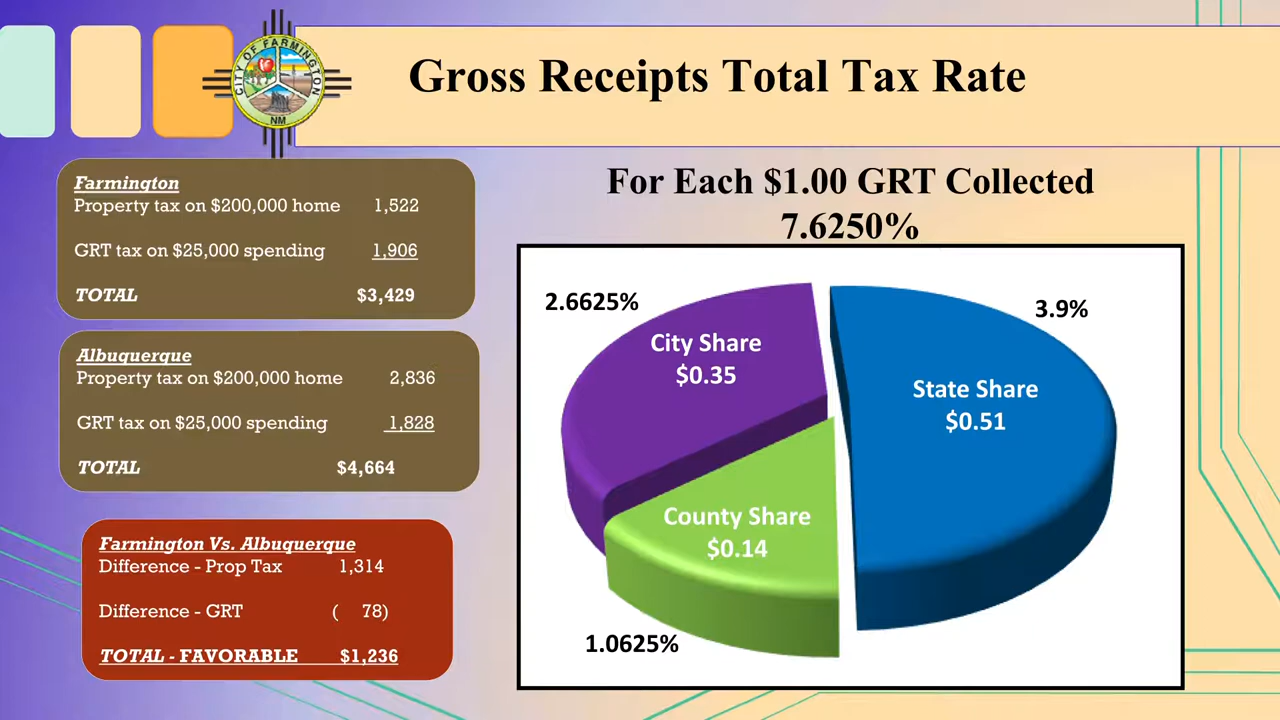 CITY OF FARMINGTON
NM
Gross Receipts Total Tax Rate
Farmington
Property tax on $200,000 home 1,522
GRT tax on $25,000 spending 1,906
TOTAL $3,429
Albuquerque
Property tax on $200,000 home 2,836
GRT tax on $25,000 spending 1,828
TOTAL $4,664
Farmington Vs. Albuquerque
Difference - Prop Tax 1,314
Difference - GRT ( 78)
TOTAL - FAVORABLE $1,236
For Each $1.00 GRT Collected
7.6250%
2.6625%
City Share
$0.35
3.9%
State Share
$0.51
County Share
$0.14
1.0625%